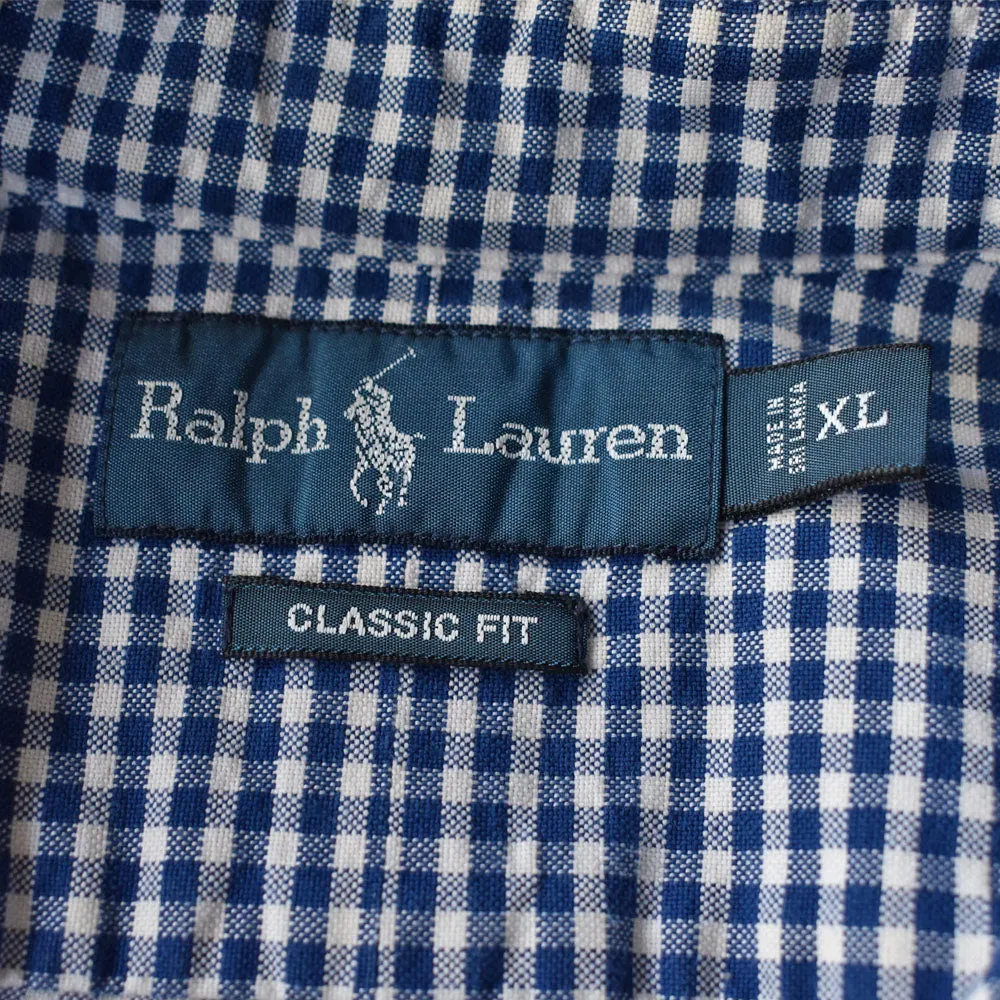 Ralph Lauren
MADE IN
SRI LANKA
XL
CLASSIC FIT